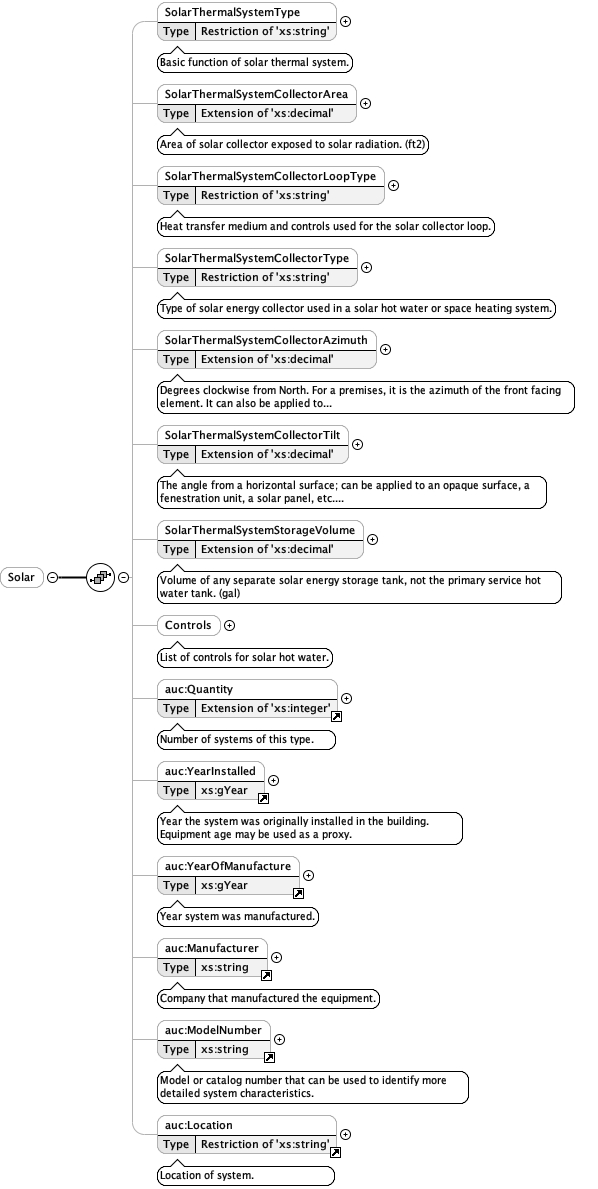 SolarThermalSystemType
Type Restriction of 'xs:string'
Basic function of solar thermal system.
SolarThermalSystemCollectorArea
Type Extension of 'xs:decimal'
Area of solar collector exposed to solar radiation. (ft2)
SolarThermalSystemCollectorLoopType
Type Restriction of 'xs:string'
Heat transfer medium and controls used for the solar collector loop.
SolarThermalSystemCollectorType
Type Restriction of 'xs:string'
Type of solar energy collector used in a solar hot water or space heating system.
SolarThermalSystemCollectorAzimuth
Type Extension of 'xs:decimal'
Degrees clockwise from North. For a premises, it is the azimuth of the front facing
element. It can also be applied to...
SolarThermalSystemCollectorTilt
Type Extension of 'xs:decimal'
The angle from a horizontal surface; can be applied to an opaque surface, a
fenestration unit, a solar panel, etc....
SolarThermalSystemStorageVolume
Type Extension of 'xs:decimal'
Solar
Volume of any separate solar energy storage tank, not the primary service hot
water tank. (gal)
Controls
List of controls for solar hot water.
auc:Quantity
Type Extension of 'xs:integer'
Number of systems of this type.
auc:YearInstalled
Type xs:gYear
Year the system was originally installed in the building.
Equipment age may be used as a proxy.
auc:YearOfManufacture
Type xs:gYear
Year system was manufactured.
auc:Manufacturer
Type xs:string
Company that manufactured the equipment.
auc:ModelNumber
Type xs:string
Model or catalog number that can be used to identify more
detailed system characteristics.
auc:Location
Type Restriction of 'xs:string'
Location of system.